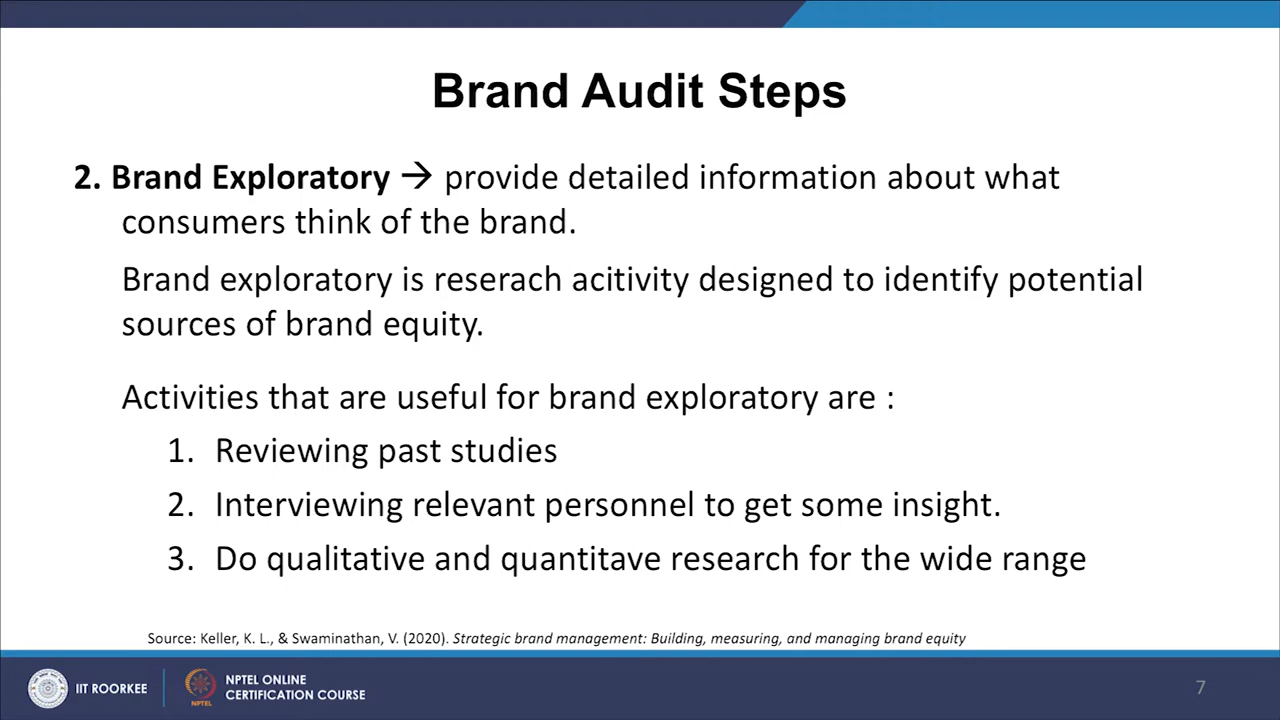 Brand Audit Steps
2. Brand Exploratory → provide detailed information about what
consumers think of the brand.
Brand exploratory is reserach acitivity designed to identify potential
sources of brand equity.
Activities that are useful for brand exploratory are :
1. Reviewing past studies
2. Interviewing relevant personnel to get some insight.
3. Do qualitative and quantitave research for the wide range
Source: Keller, K. L., & Swaminathan, V. (2020). Strategic brand management: Building, measuring, and managing brand equity
IIT ROORKEE
NPTEL
NPTEL ONLINE
CERTIFICATION COURSE
7